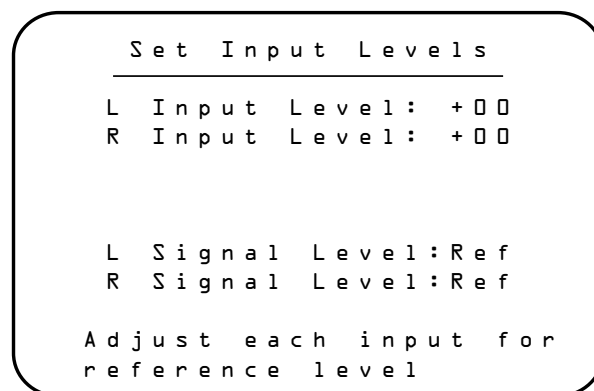 Set Input Levels
L Input Level: +00
R Input Level: +00
L Signal Level:Ref
R Signal Level:Ref
Adjust each input for
reference level